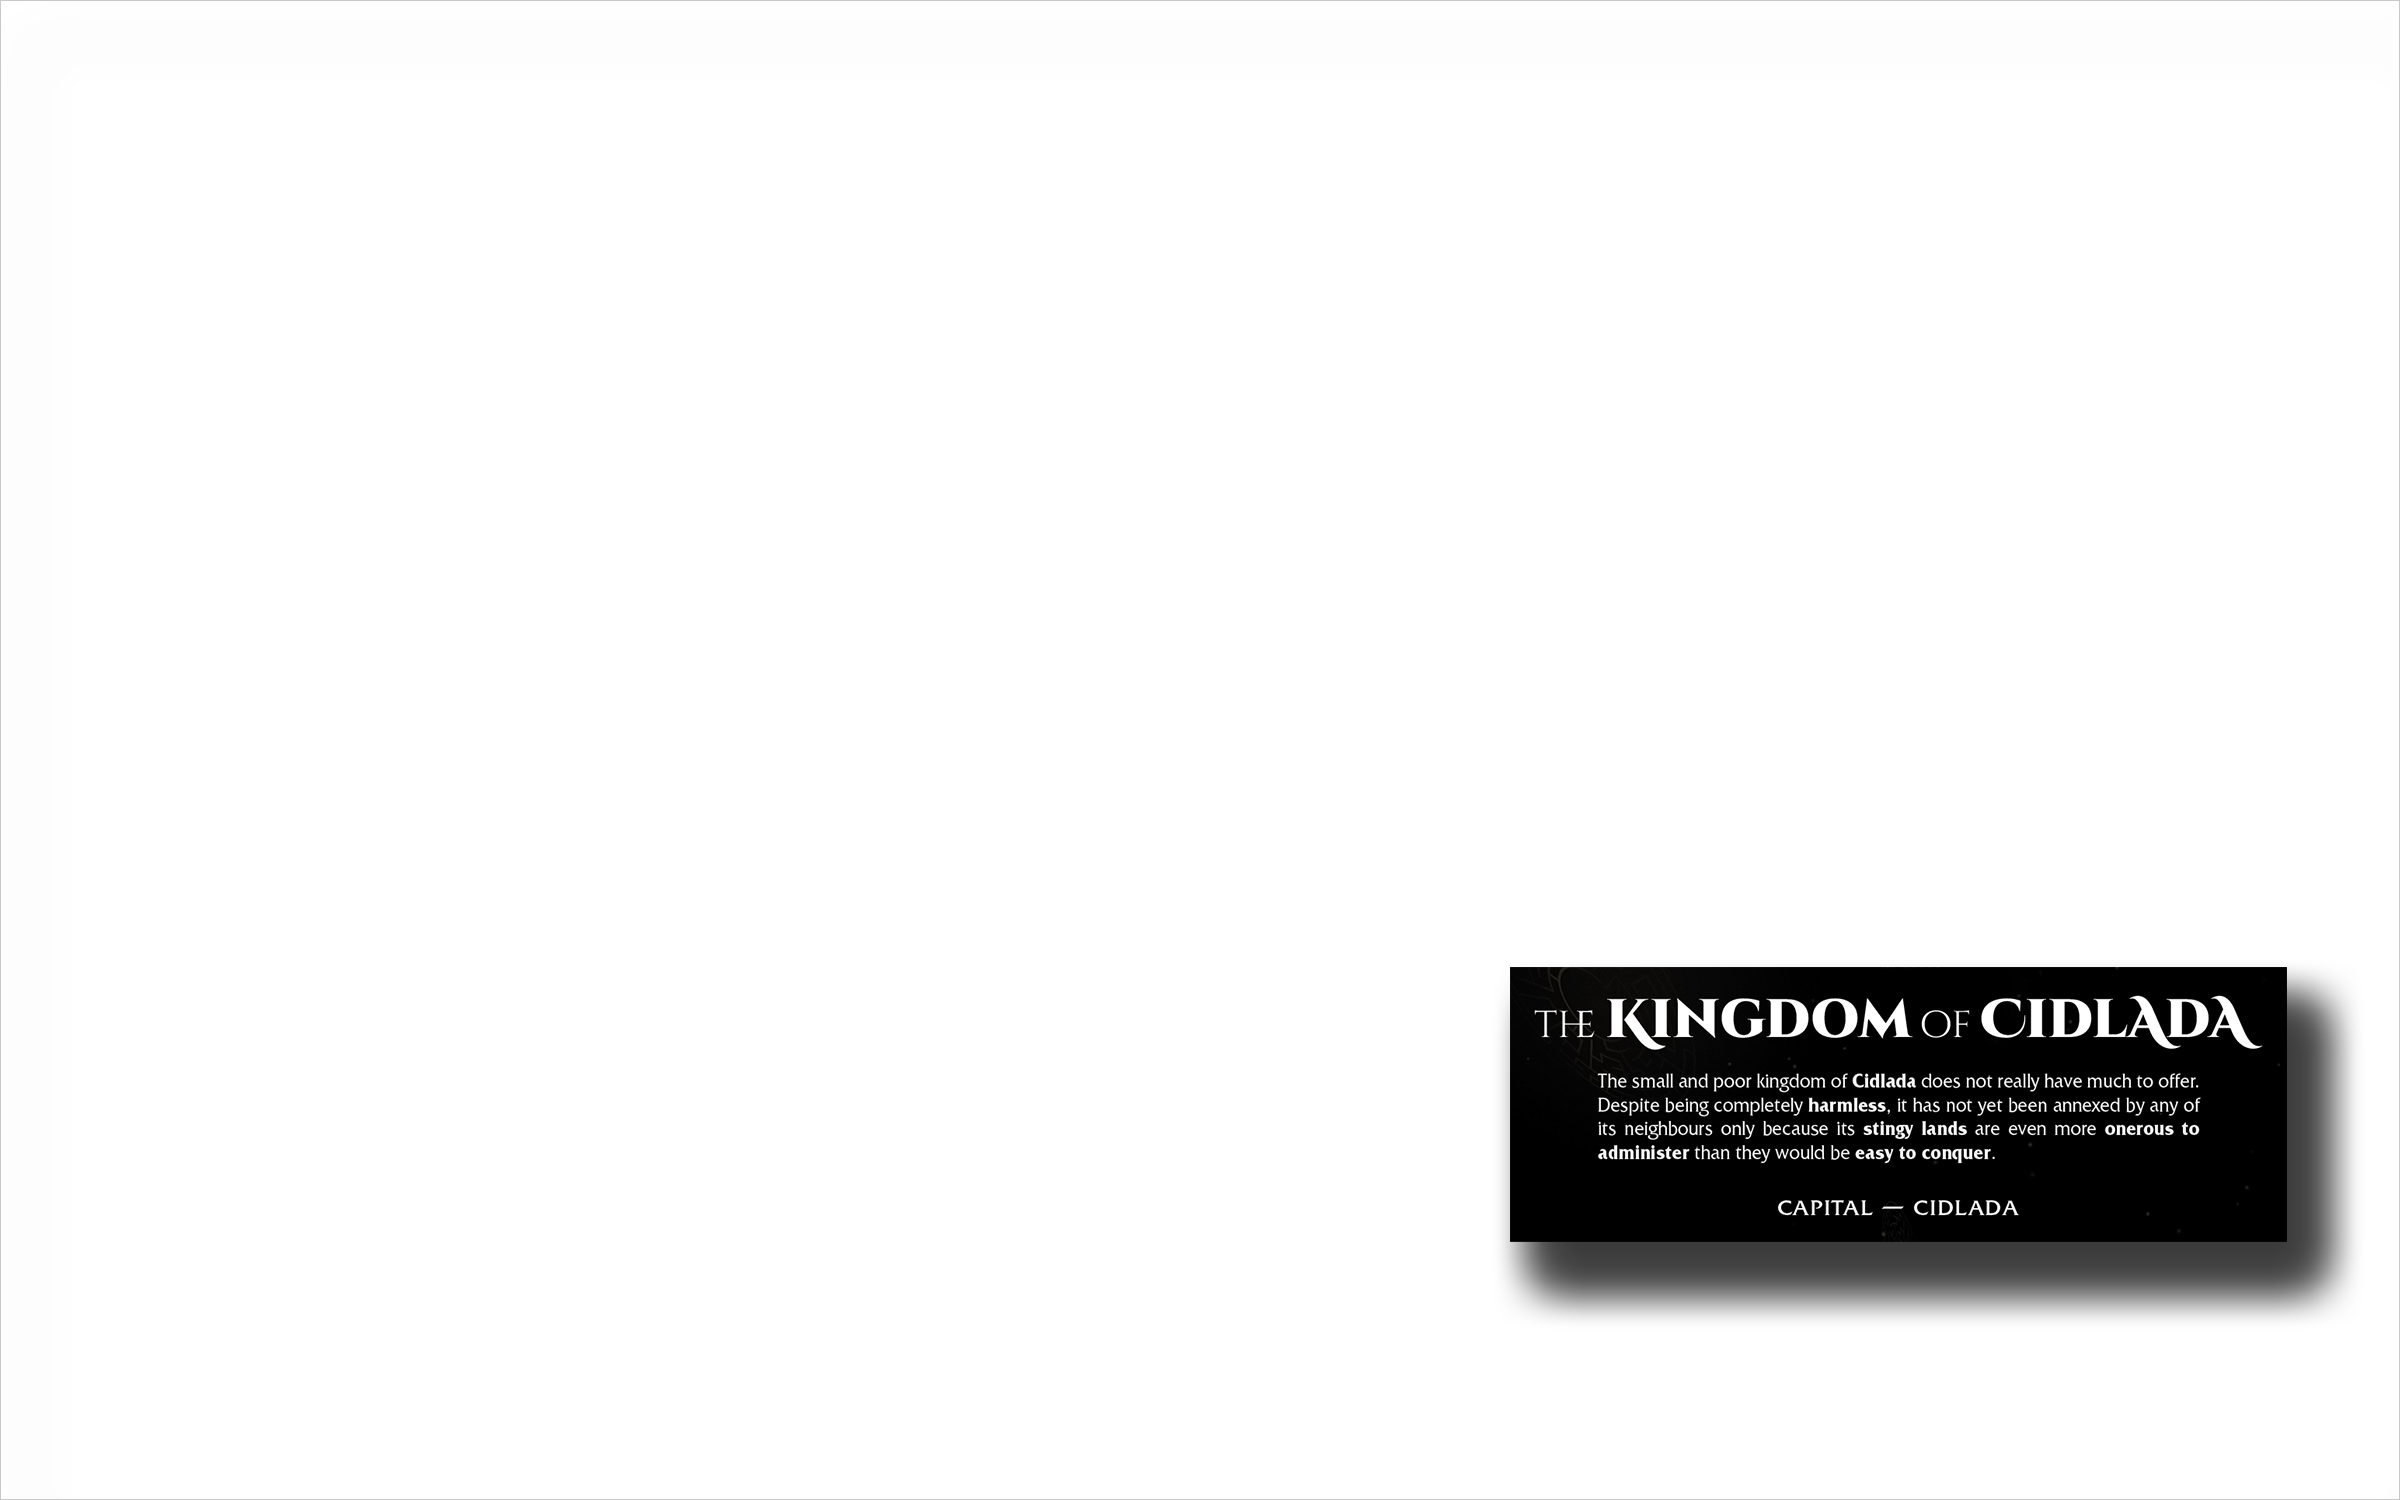 THE KINGDOM OF CIDLADA
The small and poor kingdom of Cidlada does not really have much to offer.
Despite being completely harmless, it has not yet been annexed by any of
its neighbours only because its stingy lands are even more onerous to
administer than they would be easy to conquer.
CAPITAL — CIDLADA